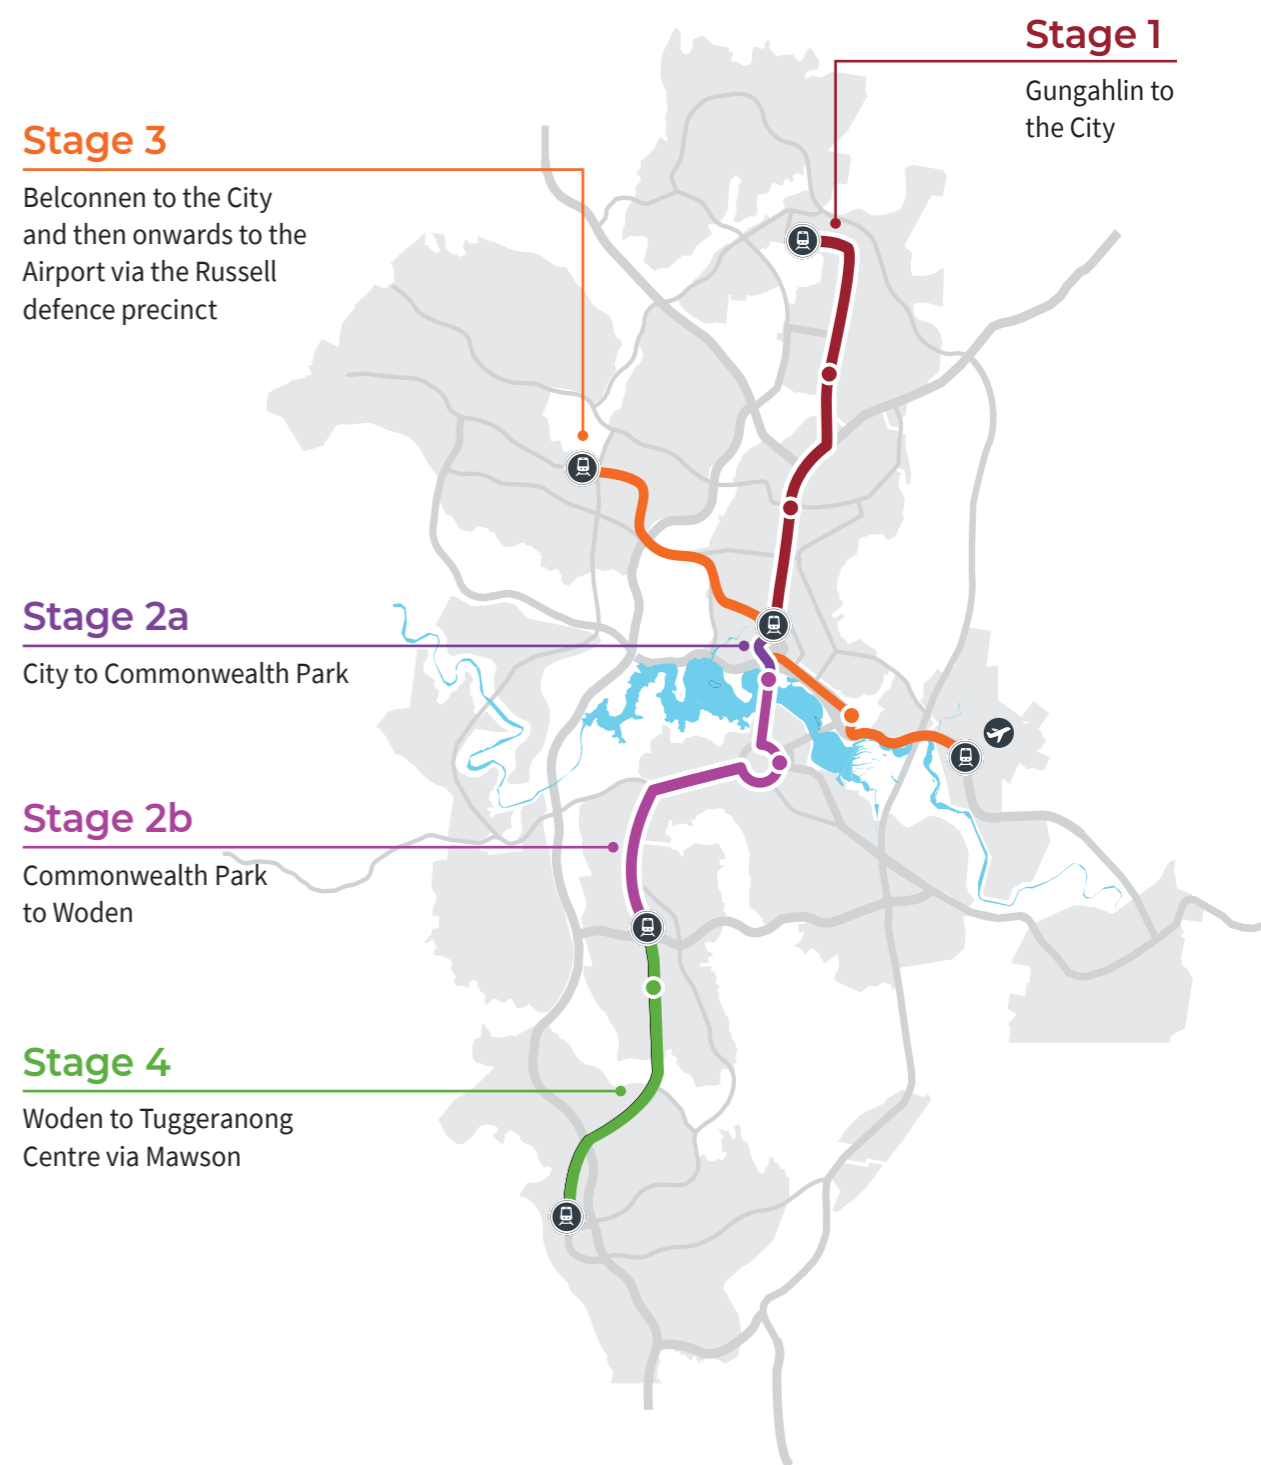 Stage 1
Gungahlin to
the City
Stage 3
Belconnen to the City
and then onwards to the
Airport via the Russell
defence precinct
Stage 2a
City to Commonwealth Park
Stage 2b
Commonwealth Park
to Woden
Stage 4
Woden to Tuggeranong
Centre via Mawson